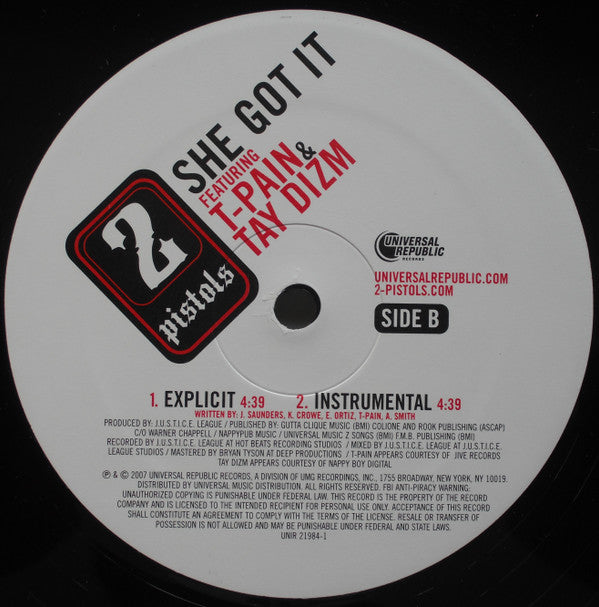 2
pistols
SHE GOT IT
FEATURING
T-PAIN &
TAY DIZM
UNIVERSAL
REPUBLIC
RECORDS
UNIVERSALREPUBLIC.COM
2-PISTOLS.COM
SIDE B
1. EXPLICIT 4:39 2. INSTRUMENTAL 4:39
WRITTEN BY: J. SAUNDERS, K. CROWE, E. ORTIZ, T-PAIN, A. SMITH
PRODUCED BY: J.U.S.T.I.C.E. LEAGUE / PUBLISHED BY: GUTTA CLIQUE MUSIC (BMI) COLIONE AND ROOK PUBLISHING (ASCAP)
C/O WARNER CHAPPELL / NAPPYPUB MUSIC / UNIVERSAL MUSIC Z SONGS (BMI) F.M.B. PUBLISHING (BMI)
RECORDED BY J.U.S.T.I.C.E. LEAGUE AT HOT BEATS RECORDING STUDIOS / MIXED BY J.U.S.T.I.C.E. LEAGUE AT J.U.S.T.I.C.E.
LEAGUE STUDIOS / MASTERED BY BRYAN TYSON AT DEEP PRODUCTIONS / T-PAIN APPEARS COURTESY OF JIVE RECORDS
TAY DIZM APPEARS COURTESY OF NAPPY BOY DIGITAL
℗ & © 2007 UNIVERSAL REPUBLIC RECORDS, A DIVISION OF UMG RECORDINGS, INC., 1755 BROADWAY, NEW YORK, NY 10019.
DISTRIBUTED BY UNIVERSAL MUSIC DISTRIBUTION. ALL RIGHTS RESERVED. FBI ANTI-PIRACY WARNING:
UNAUTHORIZED COPYING IS PUNISHABLE UNDER FEDERAL LAW. THIS RECORD IS THE PROPERTY OF THE RECORD
COMPANY AND IS LICENSED TO THE INTENDED RECIPIENT FOR PERSONAL USE ONLY. ACCEPTANCE OF THIS RECORD
SHALL CONSTITUTE AN AGREEMENT TO COMPLY WITH THE TERMS OF THE LICENSE. RESALE OR TRANSFER OF
POSSESSION IS NOT ALLOWED AND MAY BE PUNISHABLE UNDER FEDERAL AND STATE LAWS.
UNIR 21984-1